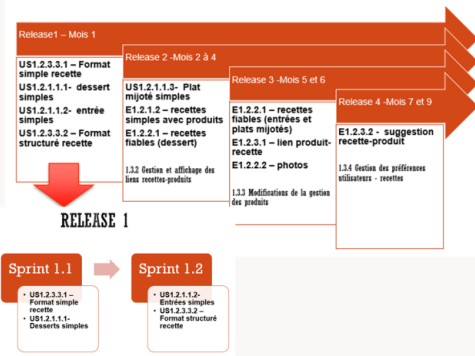 Release1 – Mois 1
US1.2.3.3.1 – Format
simple recette
US1.2.1.1.1- dessert
simples
US1.2.1.1.2- entrée
simples
US1.2.3.3.2 – Format
structuré recette
Release 2 -Mois 2 à 4
US1.2.1.1.3- Plat
mijoté simples
E1.2.1.2 – recettes
simples avec produits
E1.2.2.1 – recettes
fiables (dessert)
1.3.2 Gestion et affichage des
liens recettes-produits
Release 3 -Mois 5 et 6
E1.2.2.1 – recettes
fiables (entrées et
plats mijotés)
E1.2.3.1 – lien produit-
recette
E1.2.2.2 – photos
1.3.3 Modifications de la gestion
des produits
Release 4 -Mois 7 et 9
E1.2.3.2 - suggestion
recette-produit
1.3.4 Gestion des préférences
utilisateurs - recettes
RELEASE 1
Sprint 1.1
• US1.2.3.3.1 –
Format simple
recette
• US1.2.1.1.1-
Desserts simples
Sprint 1.2
• US1.2.1.1.2-
Entrées simples
• US1.2.3.3.2 –
Format structuré
recette